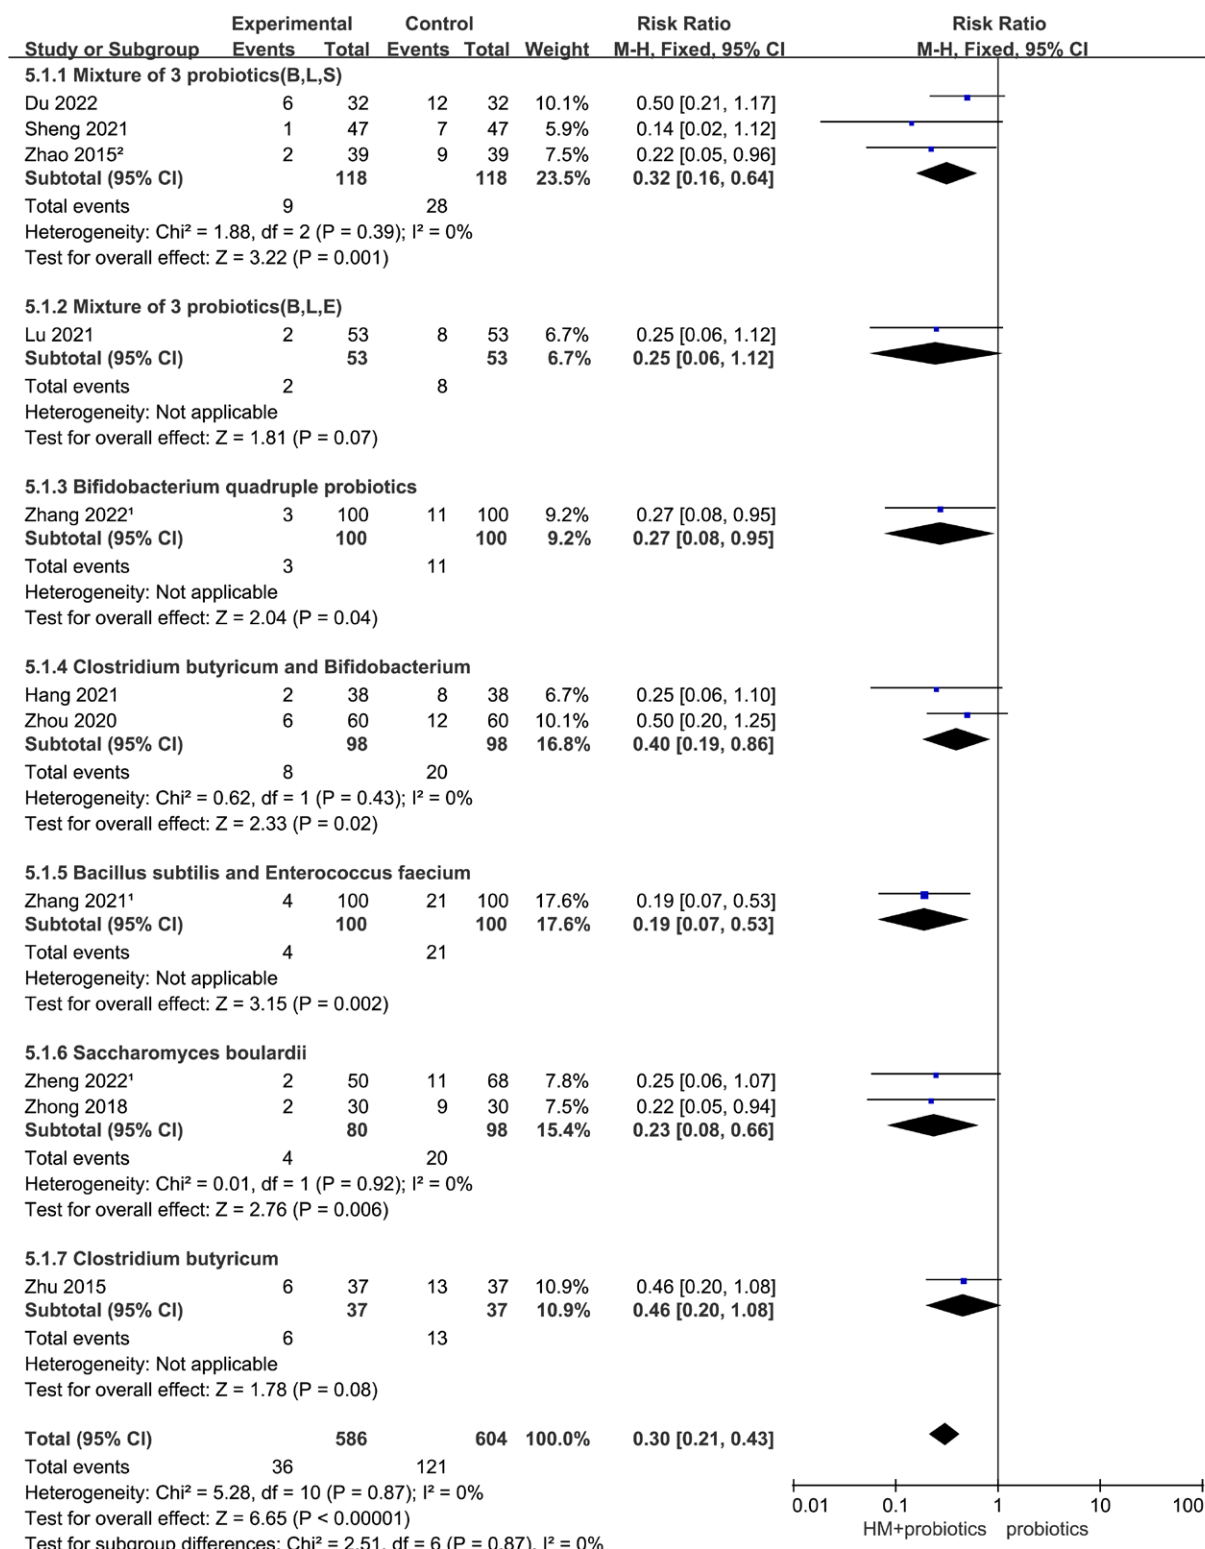 Experimental Control Risk Ratio Risk Ratio
Study or Subgroup Events Total Events Total Weight M-H, Fixed, 95% CI M-H, Fixed, 95% CI
5.1.1 Mixture of 3 probiotics(B,L,S)
Du 2022 6 32 12 32 10.1% 0.50 [0.21, 1.17]
Sheng 2021 1 47 7 47 5.9% 0.14 [0.02, 1.12]
Zhao 2015² 2 39 9 39 7.5% 0.22 [0.05, 0.96]
Subtotal (95% CI) 118 118 23.5% 0.32 [0.16, 0.64]
Total events 9 28
Heterogeneity: Chi² = 1.88, df = 2 (P = 0.39); I² = 0%
Test for overall effect: Z = 3.22 (P = 0.001)
5.1.2 Mixture of 3 probiotics(B,L,E)
Lu 2021 2 53 8 53 6.7% 0.25 [0.06, 1.12]
Subtotal (95% CI) 53 53 6.7% 0.25 [0.06, 1.12]
Total events 2 8
Heterogeneity: Not applicable
Test for overall effect: Z = 1.81 (P = 0.07)
5.1.3 Bifidobacterium quadruple probiotics
Zhang 2022¹ 3 100 11 100 9.2% 0.27 [0.08, 0.95]
Subtotal (95% CI) 100 100 9.2% 0.27 [0.08, 0.95]
Total events 3 11
Heterogeneity: Not applicable
Test for overall effect: Z = 2.04 (P = 0.04)
5.1.4 Clostridium butyricum and Bifidobacterium
Hang 2021 2 38 8 38 6.7% 0.25 [0.06, 1.10]
Zhou 2020 6 60 12 60 10.1% 0.50 [0.20, 1.25]
Subtotal (95% CI) 98 98 16.8% 0.40 [0.19, 0.86]
Total events 8 20
Heterogeneity: Chi² = 0.62, df = 1 (P = 0.43); I² = 0%
Test for overall effect: Z = 2.33 (P = 0.02)
5.1.5 Bacillus subtilis and Enterococcus faecium
Zhang 2021¹ 4 100 21 100 17.6% 0.19 [0.07, 0.53]
Subtotal (95% CI) 100 100 17.6% 0.19 [0.07, 0.53]
Total events 4 21
Heterogeneity: Not applicable
Test for overall effect: Z = 3.15 (P = 0.002)
5.1.6 Saccharomyces boulardii
Zheng 2022¹ 2 50 11 68 7.8% 0.25 [0.06, 1.07]
Zhong 2018 2 30 9 30 7.5% 0.22 [0.05, 0.94]
Subtotal (95% CI) 80 98 15.4% 0.23 [0.08, 0.66]
Total events 4 20
Heterogeneity: Chi² = 0.01, df = 1 (P = 0.92); I² = 0%
Test for overall effect: Z = 2.76 (P = 0.006)
5.1.7 Clostridium butyricum
Zhu 2015 6 37 13 37 10.9% 0.46 [0.20, 1.08]
Subtotal (95% CI) 37 37 10.9% 0.46 [0.20, 1.08]
Total events 6 13
Heterogeneity: Not applicable
Test for overall effect: Z = 1.78 (P = 0.08)
Total (95% CI) 586 604 100.0% 0.30 [0.21, 0.43]
Total events 36 121
Heterogeneity: Chi² = 5.28, df = 10 (P = 0.87); I² = 0%
Test for overall effect: Z = 6.65 (P < 0.00001)
Test for subgroup differences: Chi² = 2.51, df = 6 (P = 0.87), I² = 0%
0.01 0.1 1 10 100
HM+probiotics probiotics